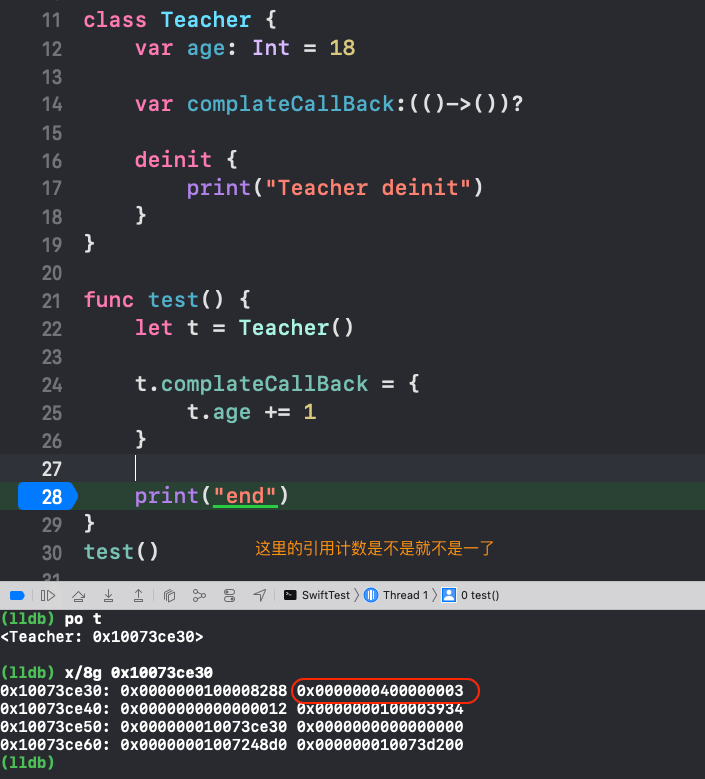 11 class Teacher {
12     var age: Int = 18
13
14     var complateCallBack:(()->())?
15
16     deinit {
17         print("Teacher deinit")
18     }
19 }
20
21 func test() {
22     let t = Teacher()
23
24     t.complateCallBack = {
25         t.age += 1
26     }
27
28     print("end")
29 }
30 test() 这里的引用计数是不是就不是一了
31
SwiftTest Thread 1 0 test()
(lldb) po t
<Teacher: 0x10073ce30>
(lldb) x/8g 0x10073ce30
0x10073ce30: 0x0000000100008288 0x0000000400000003
0x10073ce40: 0x0000000000000012 0x0000000100003934
0x10073ce50: 0x000000010073ce30 0x0000000000000000
0x10073ce60: 0x00000001007248d0 0x000000010073d200
(lldb)